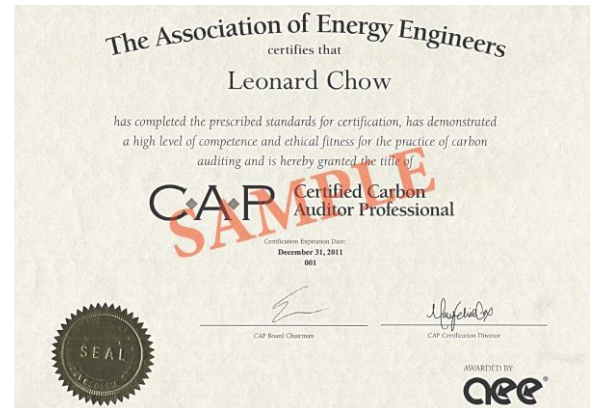 The Association of Energy Engineers
certifies that
Leonard Chow
has completed the prescribed standards for certification, has demonstrated
a high level of competence and ethical fitness for the practice of carbon
auditing and is hereby granted the title of
CAP Certified Carbon
Auditor Professional
SAMPLE
Certification Expiration Date:
December 31, 2011
001
CAP Board Chairman
CAP Certification Director
SEAL
AWARDED BY:
aee®